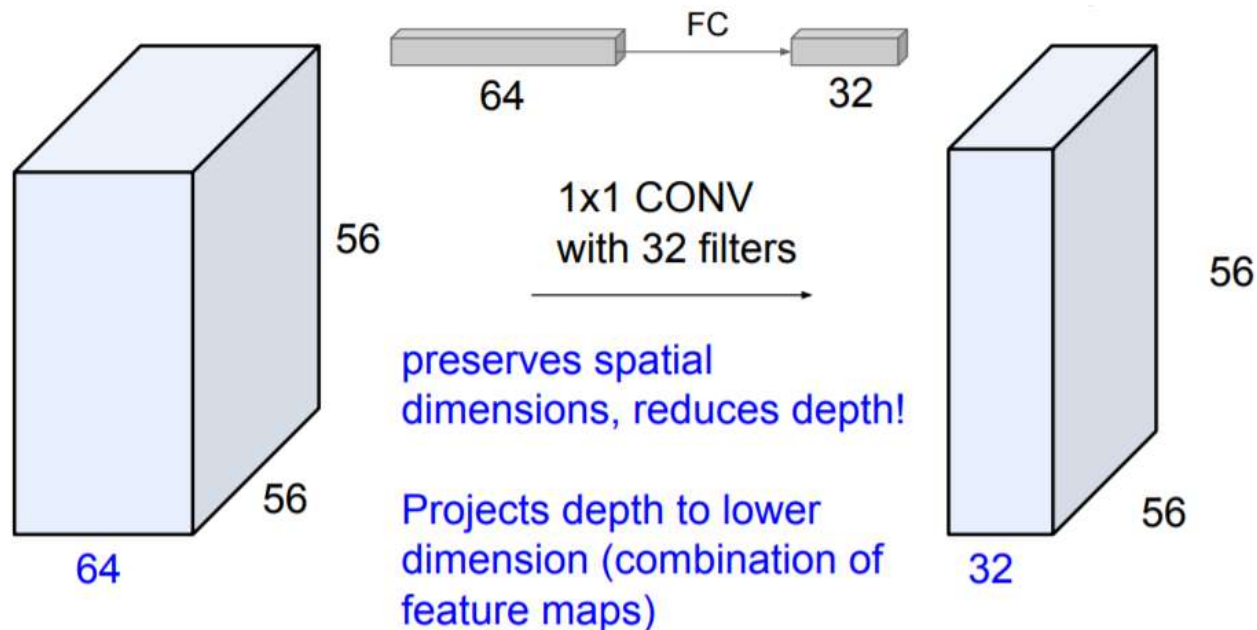 FC
64
32
1x1 CONV
with 32 filters
56
56
preserves spatial
dimensions, reduces depth!
56
56
Projects depth to lower
dimension (combination of
feature maps)
64
32